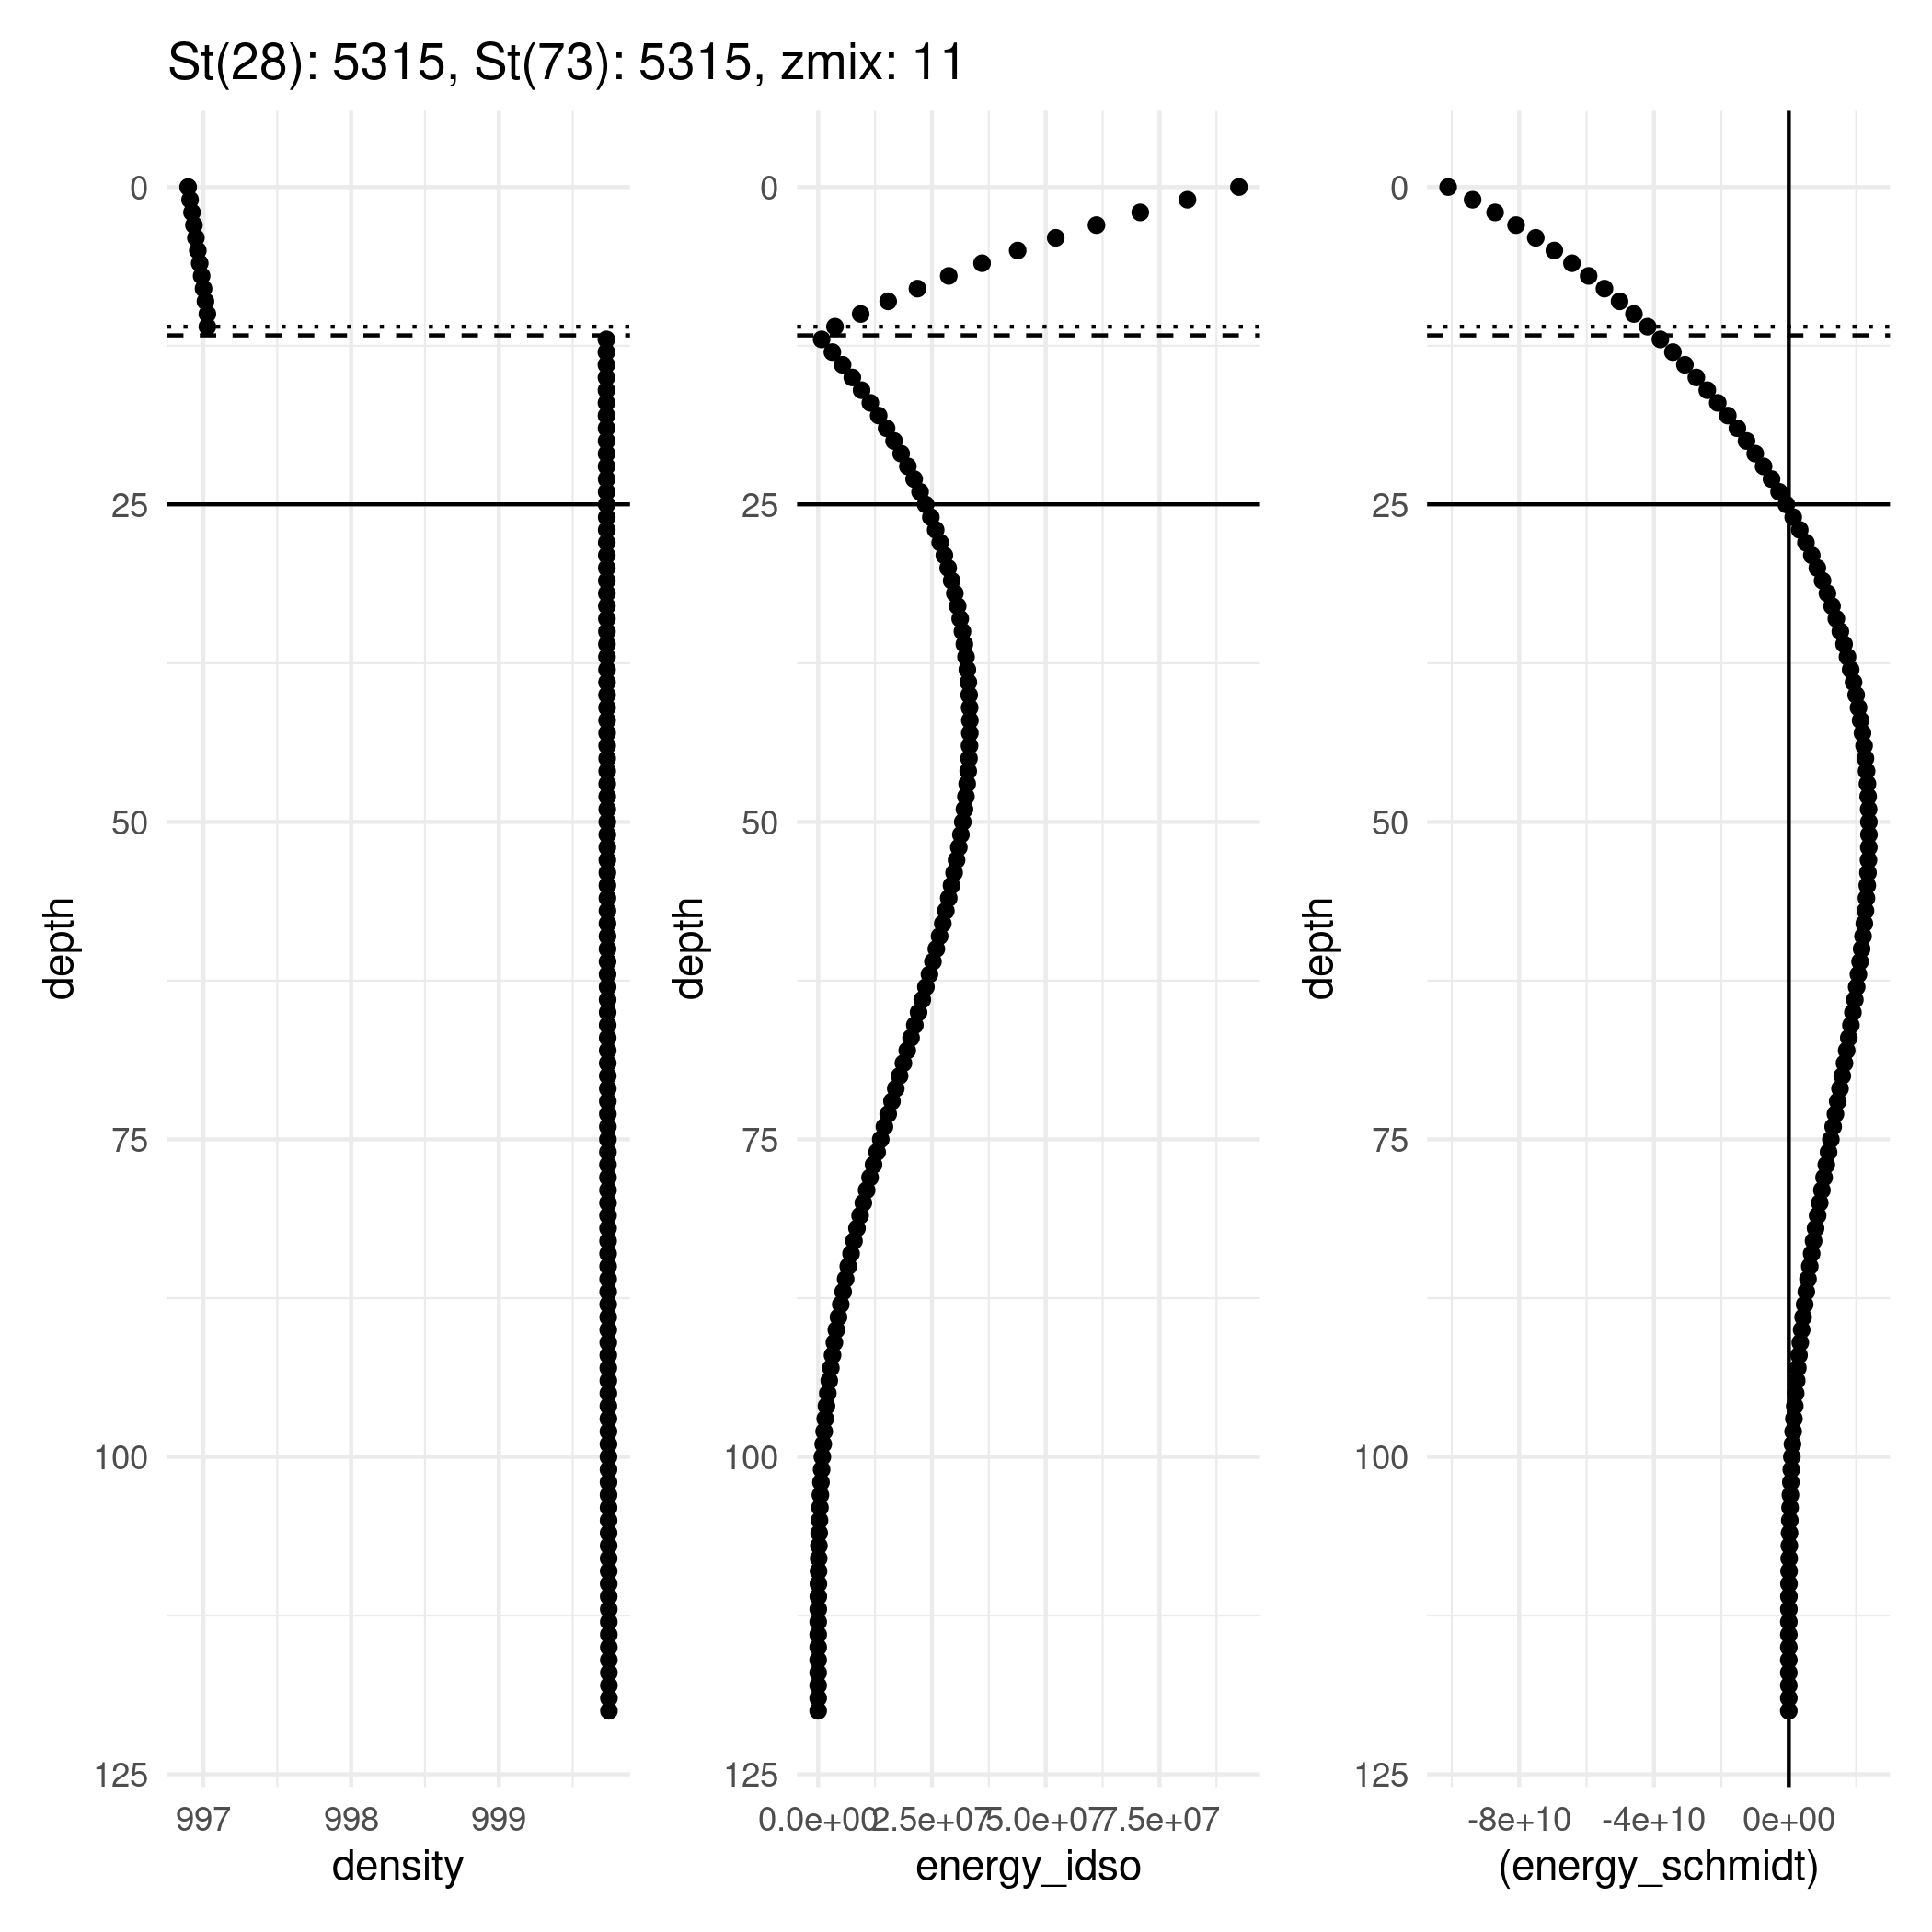 St(28): 5315, St(73): 5315, zmix: 11
0
25
50
75
100
125
depth
997
998
999
density
0
25
50
75
100
125
depth
0.0e+00
2.5e+07
5.0e+07
7.5e+07
energy_idso
0
25
50
75
100
125
depth
-8e+10
-4e+10
0e+00
(energy_schmidt)